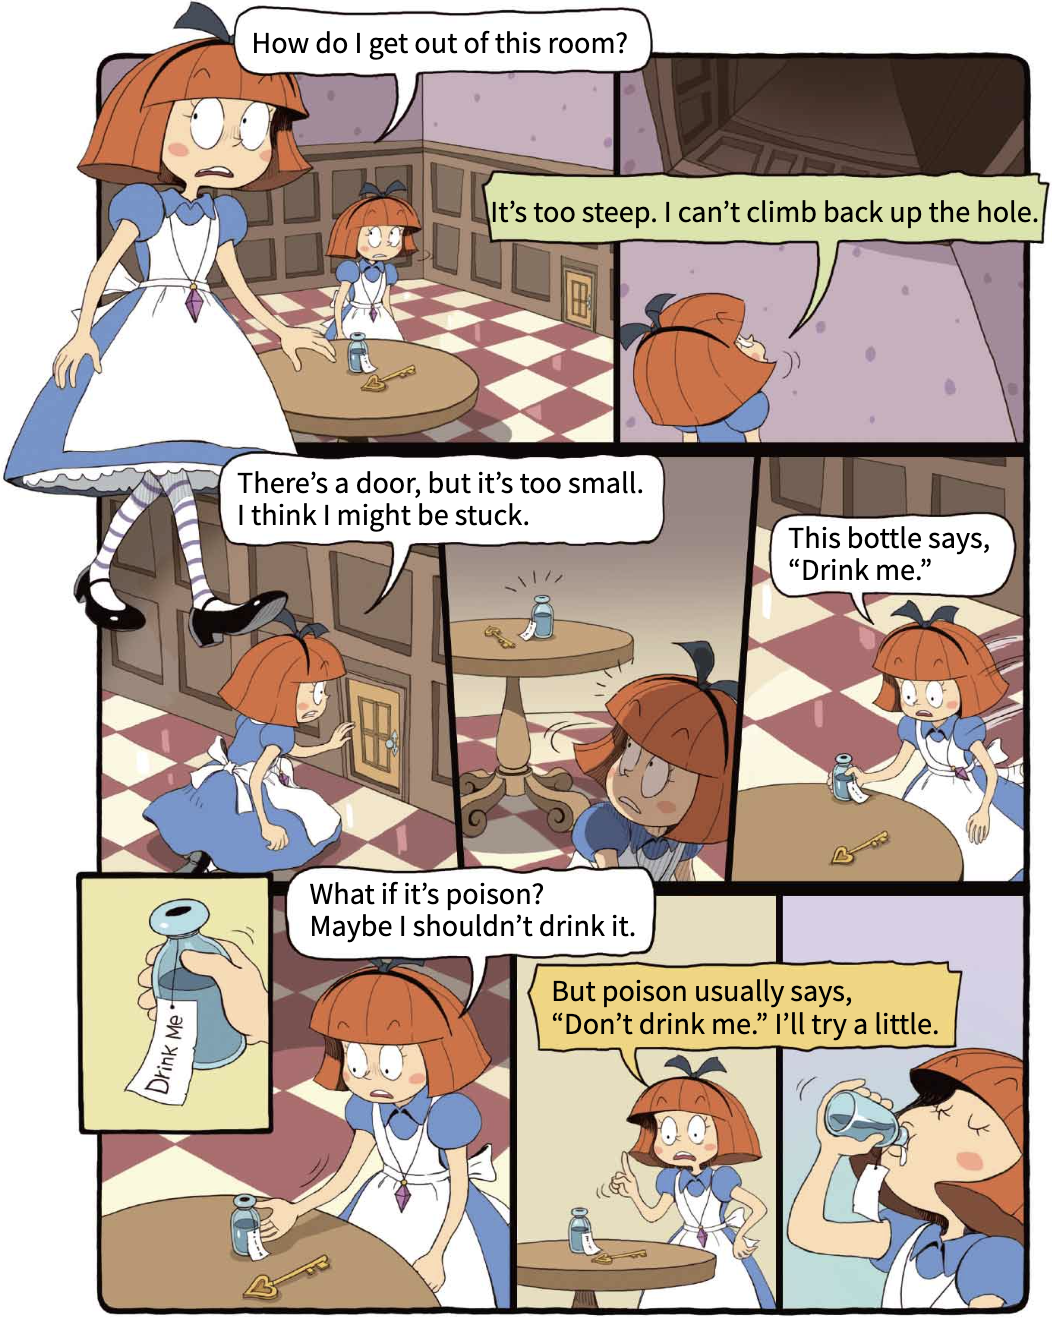 How do I get out of this room?
It’s too steep. I can’t climb back up the hole.
There’s a door, but it’s too small.
I think I might be stuck.
This bottle says,
“Drink me.”
Drink Me
What if it’s poison?
Maybe I shouldn’t drink it.
But poison usually says,
“Don’t drink me.” I’ll try a little.